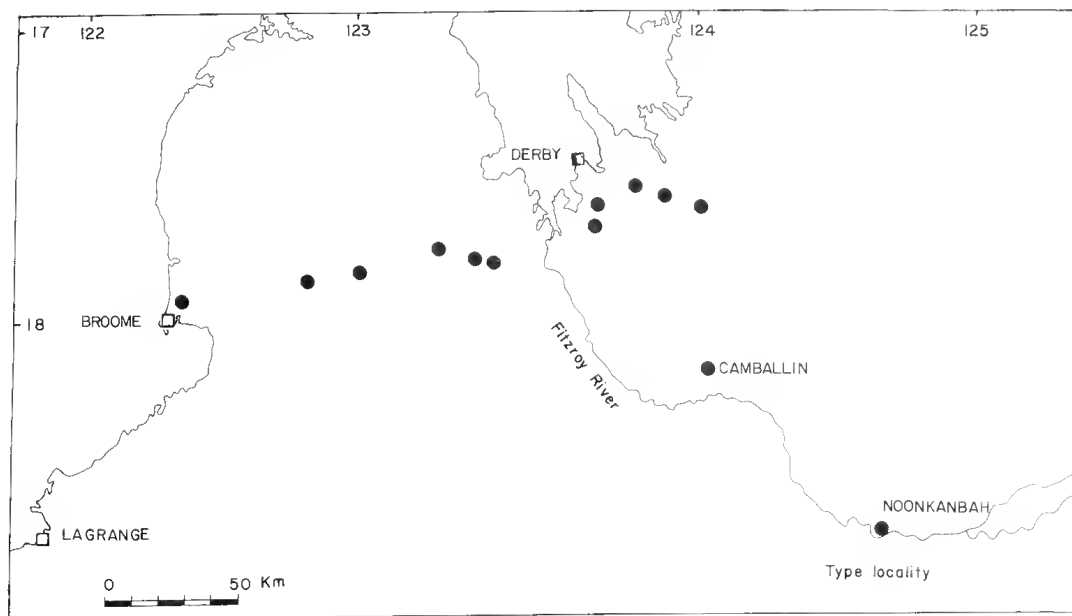 17 122 123 124 125
DERBY
BROOME
18
Fitzroy River
CAMBALLIN
NOONKANBAH
LAGRANGE
Type locality
0 50 Km